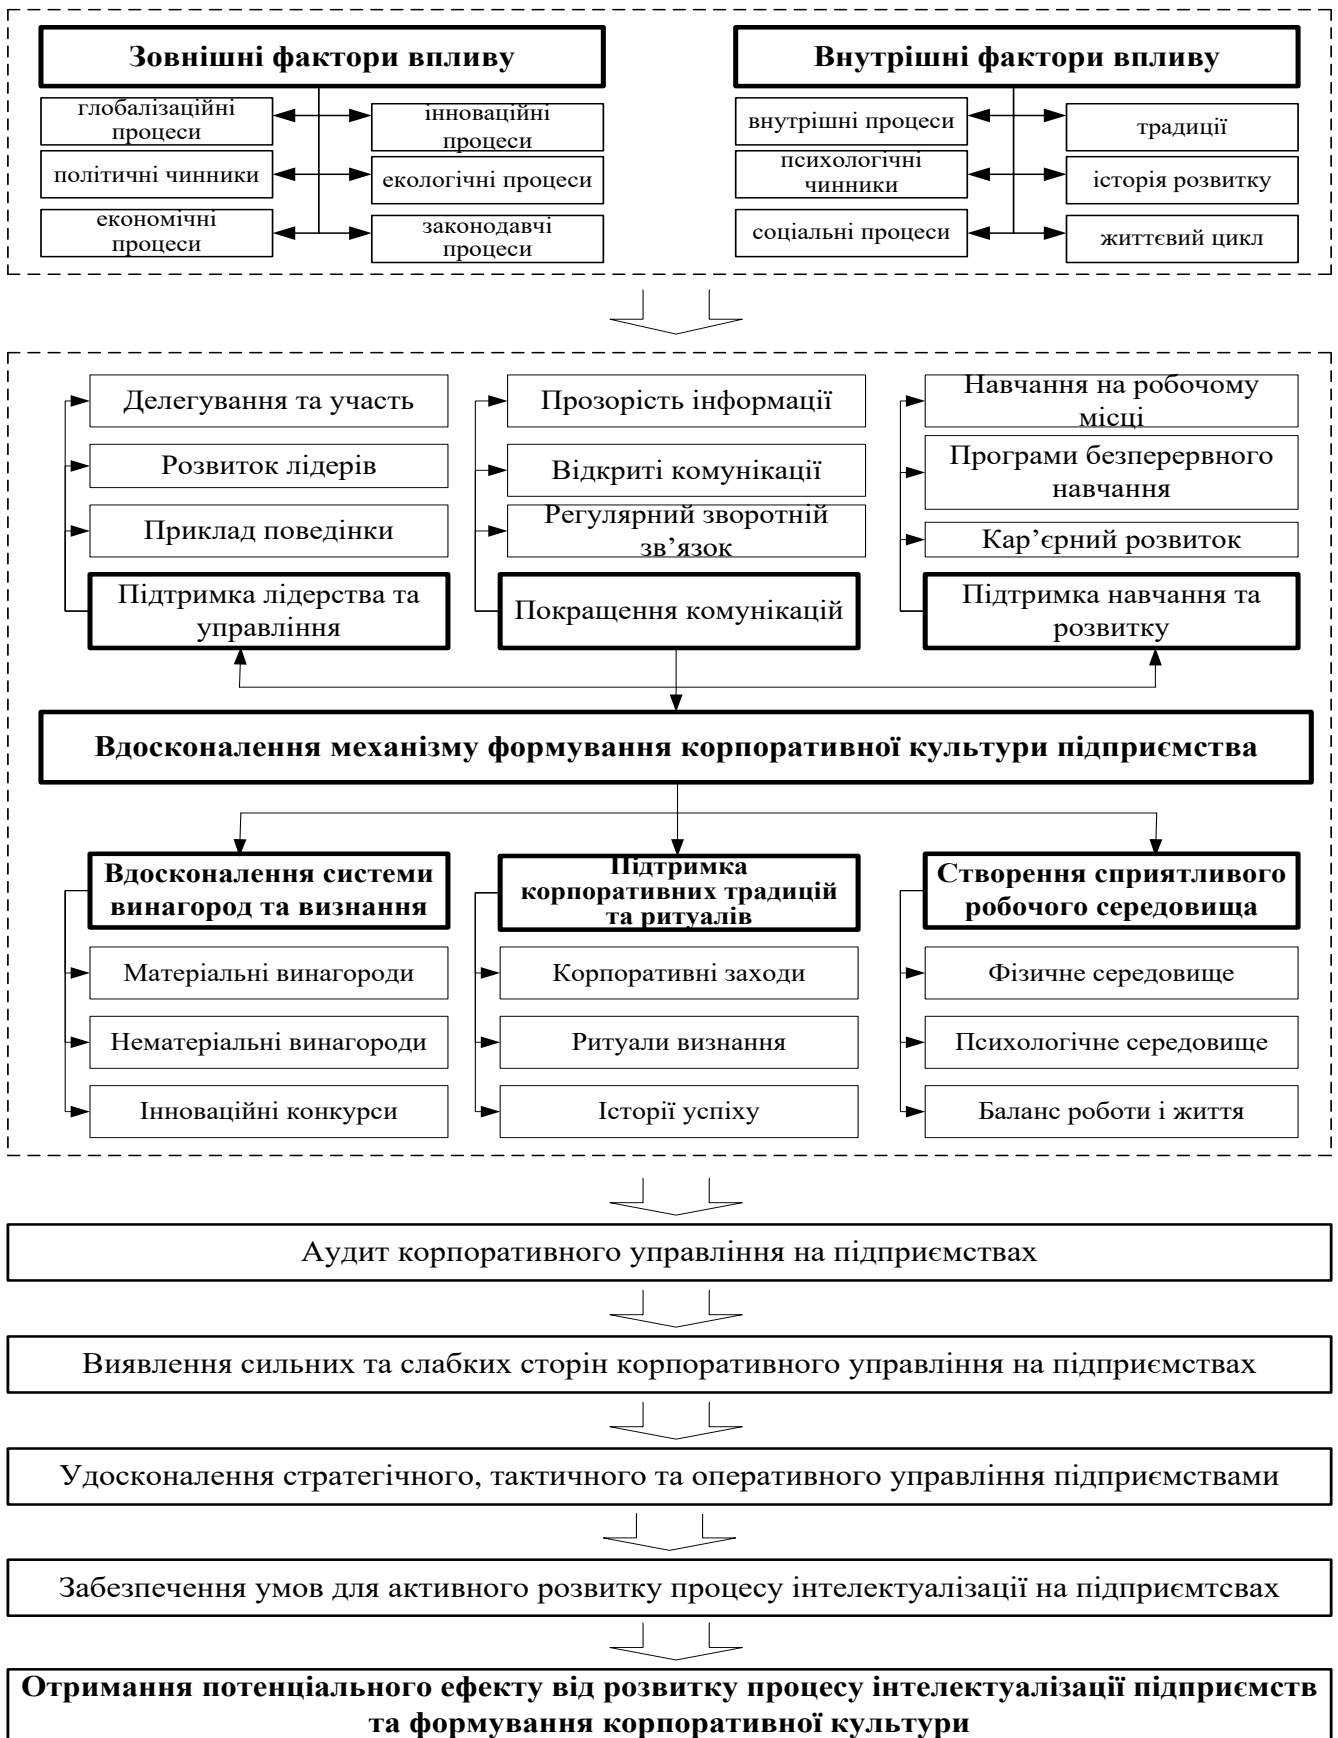 Зовнішні фактори впливу
глобалізаційні
процеси
інноваційні
процеси
політичні чинники
екологічні процеси
економічні
процеси
законодавчі
процеси
Внутрішні фактори впливу
внутрішні процеси
традиції
психологічні
чинники
історія розвитку
соціальні процеси
життєвий цикл
Делегування та участь
Розвиток лідерів
Приклад поведінки
Підтримка лідерства та
управління
Прозорість інформації
Відкриті комунікації
Регулярний зворотній
зв’язок
Покращення комунікацій
Навчання на робочому
місці
Програми безперервного
навчання
Кар’єрний розвиток
Підтримка навчання та
розвитку
Вдосконалення механізму формування корпоративної культури підприємства
Вдосконалення системи
винагород та визнання
Матеріальні винагороди
Нематеріальні винагороди
Інноваційні конкурси
Підтримка
корпоративних традицій
та ритуалів
Корпоративні заходи
Ритуали визнання
Історії успіху
Створення сприятливого
робочого середовища
Фізичне середовище
Психологічне середовище
Баланс роботи і життя
Аудит корпоративного управління на підприємствах
Виявлення сильних та слабких сторін корпоративного управління на підприємствах
Удосконалення стратегічного, тактичного та оперативного управління підприємствами
Забезпечення умов для активного розвитку процесу інтелектуалізації на підприємтсвах
Отримання потенціального ефекту від розвитку процесу інтелектуалізації підприємств
та формування корпоративної культури